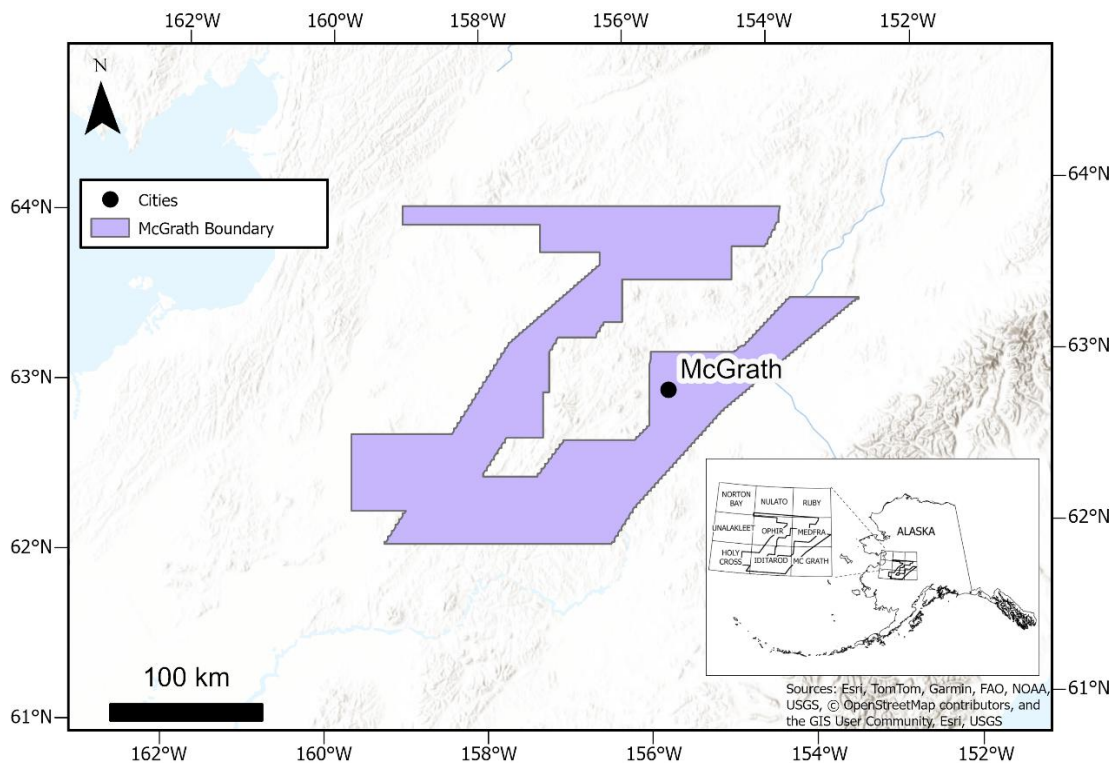 162°W 160°W 158°W 156°W 154°W 152°W
N
Cities
McGrath Boundary
64°N 64°N
63°N 63°N
62°N 62°N
61°N 61°N
McGrath
NORTON BAY
NULATO
RUBY
UNALAKLEET
OPHIR
MEDFRA
HOLY CROSS
IDITAROD
MC GRATH
ALASKA
100 km
Sources: Esri, TomTom, Garmin, FAO, NOAA,
USGS, © OpenStreetMap contributors, and
the GIS User Community, Esri, USGS
162°W 160°W 158°W 156°W 154°W 152°W